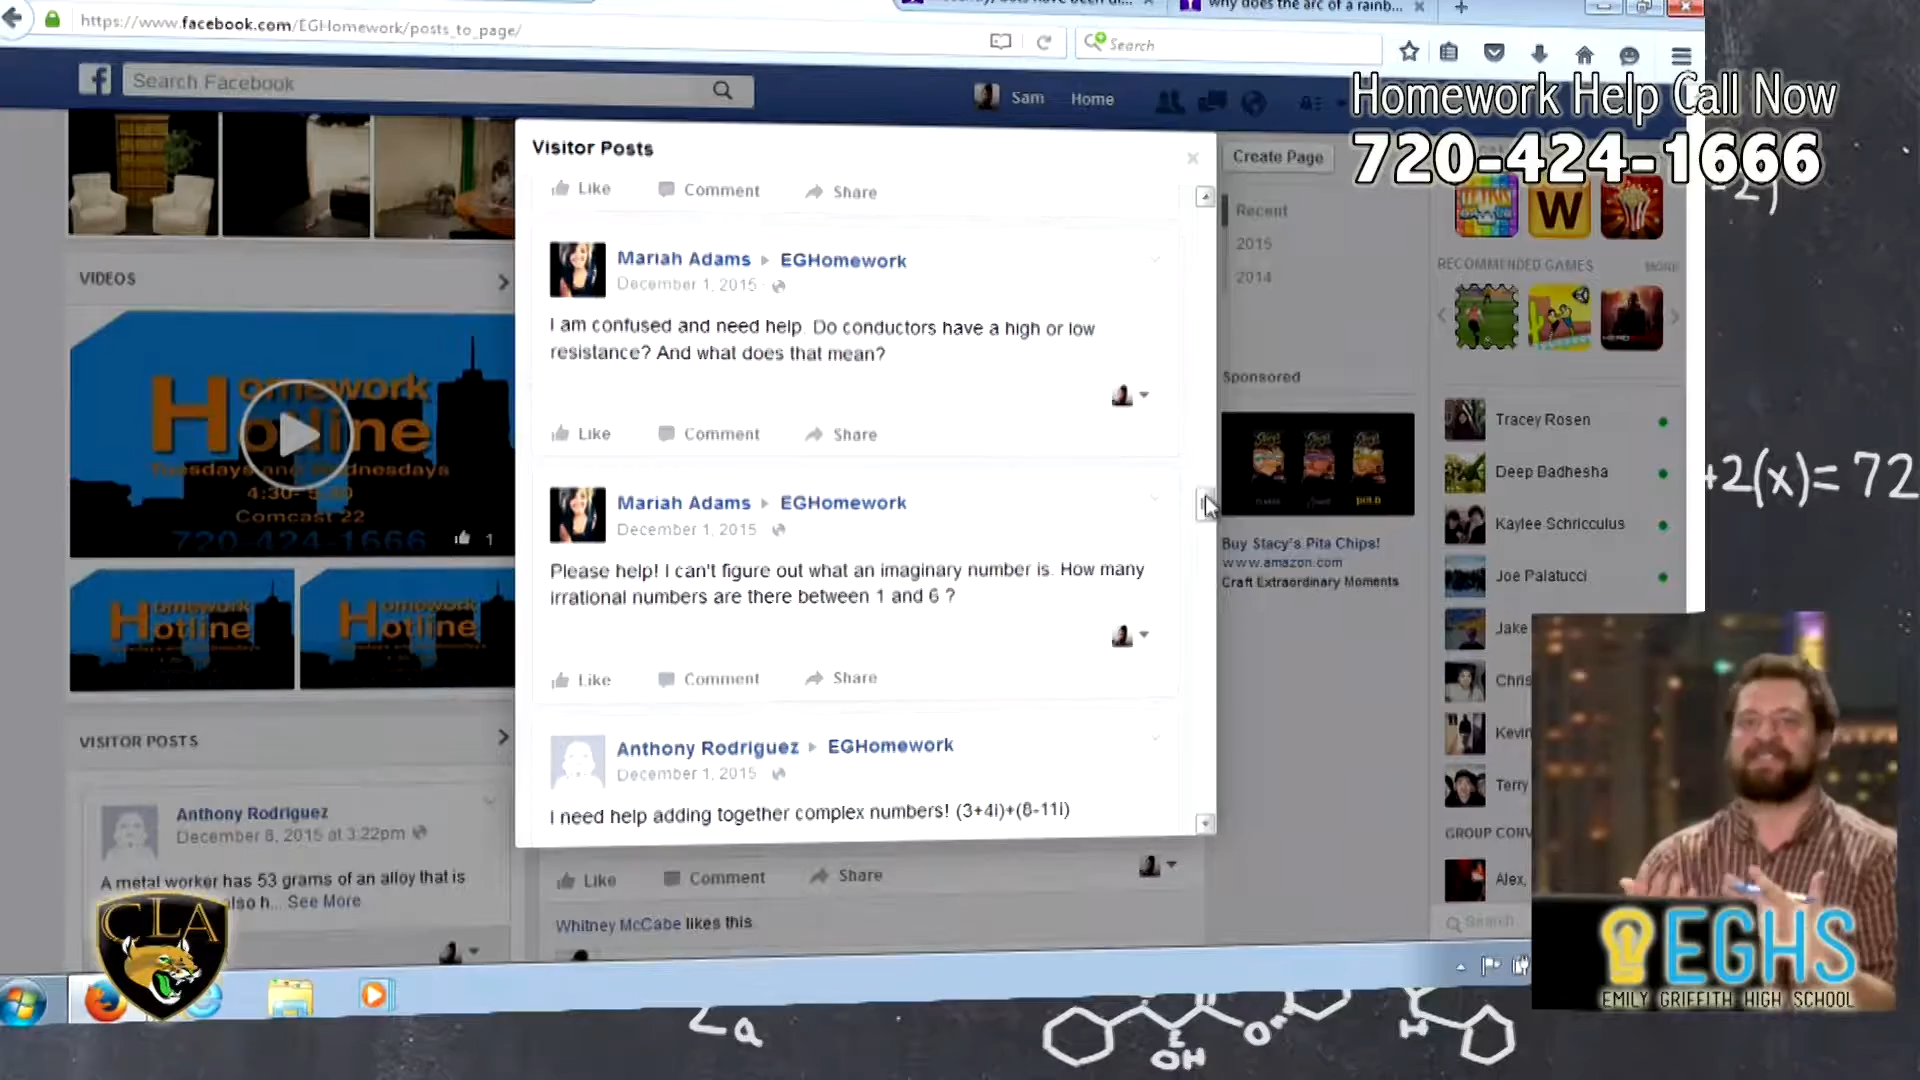 why does the arc of a rainb...
https://www.facebook.com/EGHomework/posts_to_page/
Search
Search Facebook
Sam
Home
Homework Help Call Now
720-424-1666
Create Page
Recent
2015
2014
RECOMMENDED GAMES
MORE
Visitor Posts
Like Comment Share
Mariah Adams EGHomework
December 1, 2015
I am confused and need help. Do conductors have a high or low
resistance? And what does that mean?
Like Comment Share
Mariah Adams EGHomework
December 1, 2015
Please help! I can't figure out what an imaginary number is. How many
irrational numbers are there between 1 and 6 ?
Like Comment Share
Anthony Rodriguez EGHomework
December 1, 2015
I need help adding together complex numbers! (3+4i)+(8-11i)
Like Comment Share
Whitney McCabe likes this
VIDEOS
Homework
Hotline
Tuesdays and Wednesdays
4:30- 5:30
Comcast 22
720-424-1666
1
Homework
Hotline
Homework
Hotline
VISITOR POSTS
Anthony Rodriguez
December 8, 2015 at 3:22pm
A metal worker has 53 grams of an alloy that is
also h... See More
CLA
Sponsored
Stacy's
Stacy's
Stacy's
Buy Stacy's Pita Chips!
www.amazon.com
Craft Extraordinary Moments
Tracey Rosen
Deep Badhesha
Kaylee Schricculus
Joe Palatucci
Jake
Chris
Kevin
Terry
GROUP CONV
Alex,
Search
+2(x)= 72
W
EGHS
EMILY GRIFFITH HIGH SCHOOL
OH
O
H